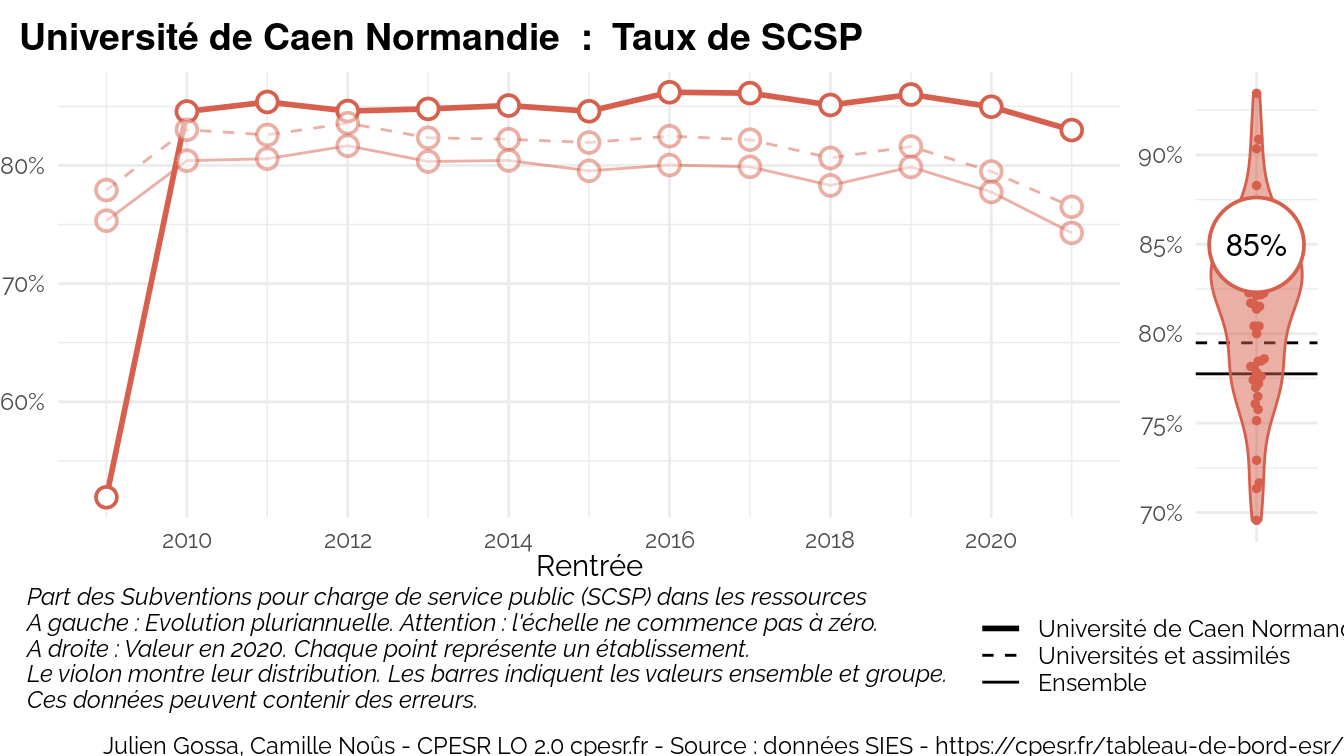 Université de Caen Normandie : Taux de SCSP
80%
70%
60%
2010 2012 2014 2016 2018 2020
Rentrée
90%
85%
80%
75%
70%
85%
Part des Subventions pour charge de service public (SCSP) dans les ressources
A gauche : Evolution pluriannuelle. Attention : l'échelle ne commence pas à zéro.
A droite : Valeur en 2020. Chaque point représente un établissement.
Le violon montre leur distribution. Les barres indiquent les valeurs ensemble et groupe.
Ces données peuvent contenir des erreurs.
Université de Caen
Universités et assimilés
Ensemble
Julien Gossa, Camille Noûs - CPESR LO 2.0 cpesr.fr - Source : données SIES - https://cpesr.fr/tableau-de-bord-esr/